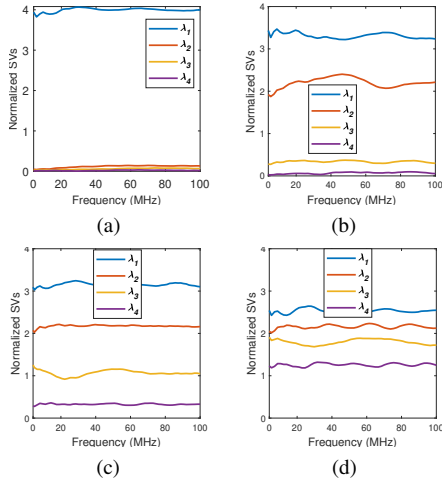 4
3
2
1
0
Normalized SVs
λ1
λ2
λ3
λ4
0 20 40 60 80 100
Frequency (MHz)
(a)
4
3
2
1
0
Normalized SVs
λ1
λ2
λ3
λ4
0 20 40 60 80 100
Frequency (MHz)
(b)
4
3
2
1
0
Normalized SVs
λ1
λ2
λ3
λ4
0 20 40 60 80 100
Frequency (MHz)
(c)
4
3
2
1
0
Normalized SVs
λ1
λ2
λ3
λ4
0 20 40 60 80 100
Frequency (MHz)
(d)